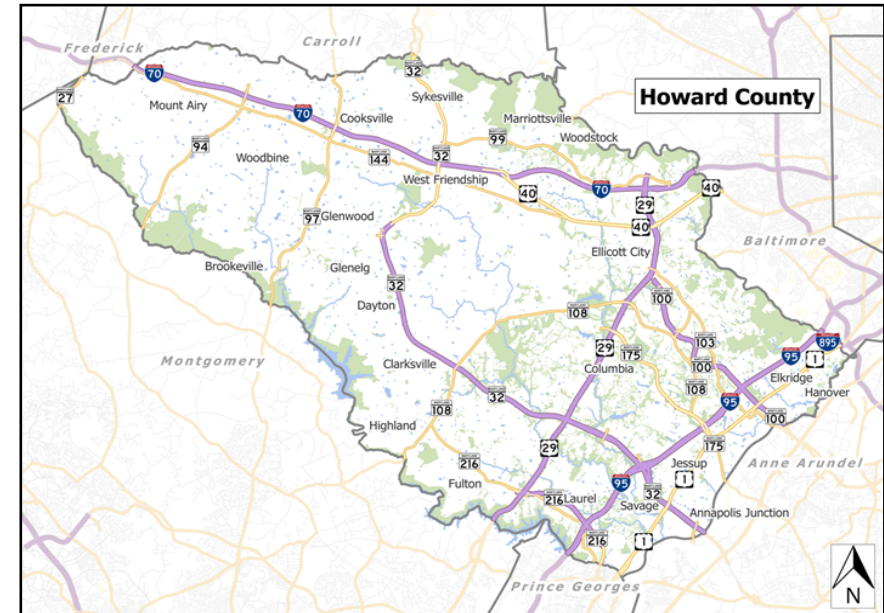 Howard County
Frederick
Carroll
Baltimore
Montgomery
Anne Arundel
Prince Georges
70
27
Mount Airy
94
Woodbine
70
Cooksville
144
32
Sykesville
32
Marriottsville
99
Woodstock
West Friendship
40
70
29
40
40
Ellicott City
97
Glenwood
Brookeville
Glenelg
32
Dayton
100
108
29
175
103
Columbia
100
108
95
895
1
Elkridge
Hanover
Clarksville
32
108
Highland
95
175
100
29
216
Fulton
216
Laurel
95
Jessup
1
32
Savage
Annapolis Junction
216
1
N